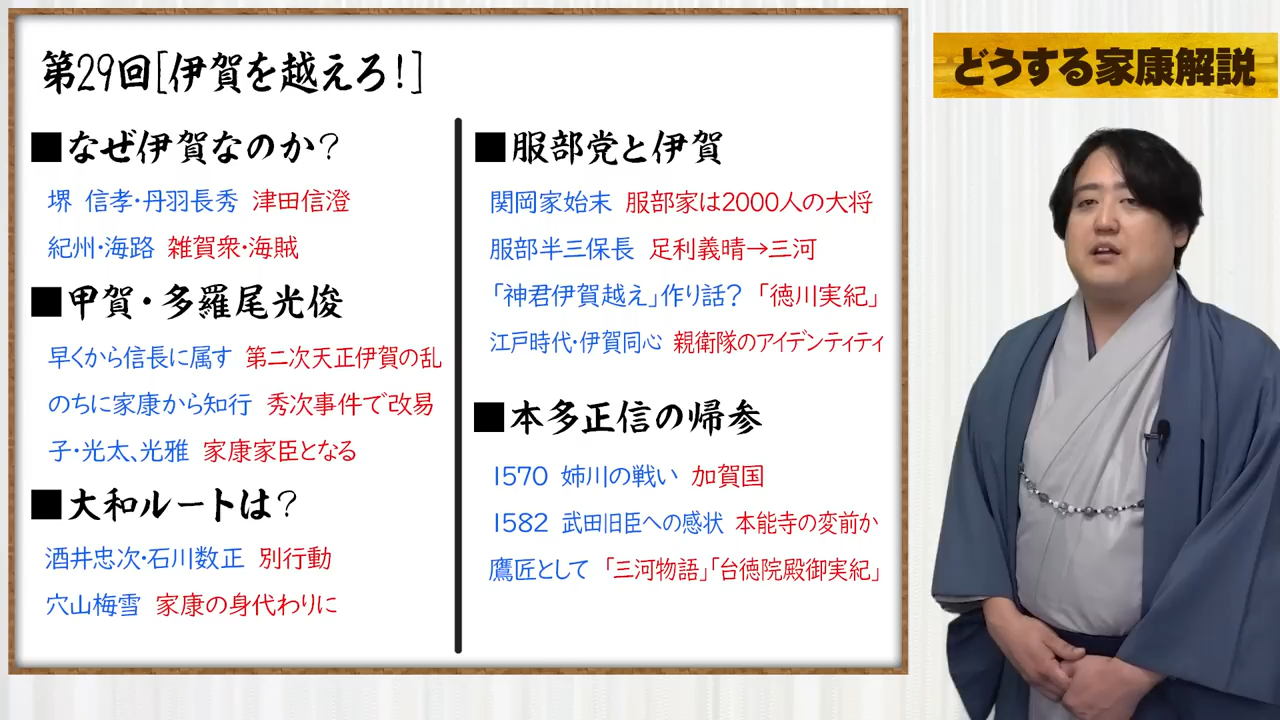 第29回[伊賀を越えろ!]
■なぜ伊賀なのか?
堺 信孝・丹羽長秀 津田信澄
紀州・海路 雑賀衆・海賊
■甲賀・多羅尾光俊
早くから信長に属す 第二次天正伊賀の乱
のちに家康から知行 秀次事件で改易
子・光太、光雅 家康家臣となる
■大和ルートは?
酒井忠次・石川数正 別行動
穴山梅雪 家康の身代わりに
■服部党と伊賀
関岡家始末 服部家は2000人の大将
服部半三保長 足利義晴→三河
「神君伊賀越え」作り話? 「徳川実紀」
江戸時代・伊賀同心 親衛隊のアイデンティティ
■本多正信の帰参
1570 姉川の戦い 加賀国
1582 武田旧臣への感状 本能寺の変前か
鷹匠として 「三河物語」「台徳院殿御実紀」
どうする家康解説